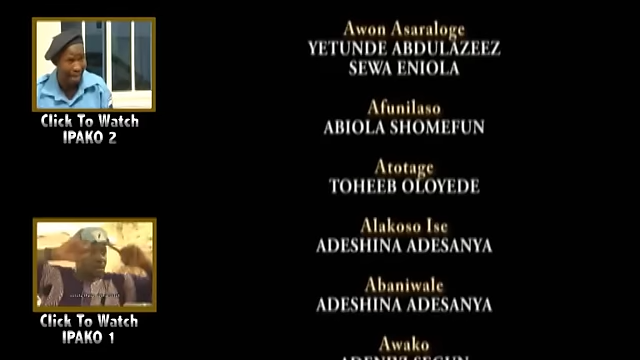 Click To Watch
IPAKO 2
Click To Watch
IPAKO 1
Awon Asaraloge
YETUNDE ABDULAZEEZ
SEWA ENIOLA
Afunilaso
ABIOLA SHOMEFUN
Atotage
TOHEEB OLOYEDE
Alakoso Ise
ADESHINA ADESANYA
Abaniwale
ADESHINA ADESANYA
Awako